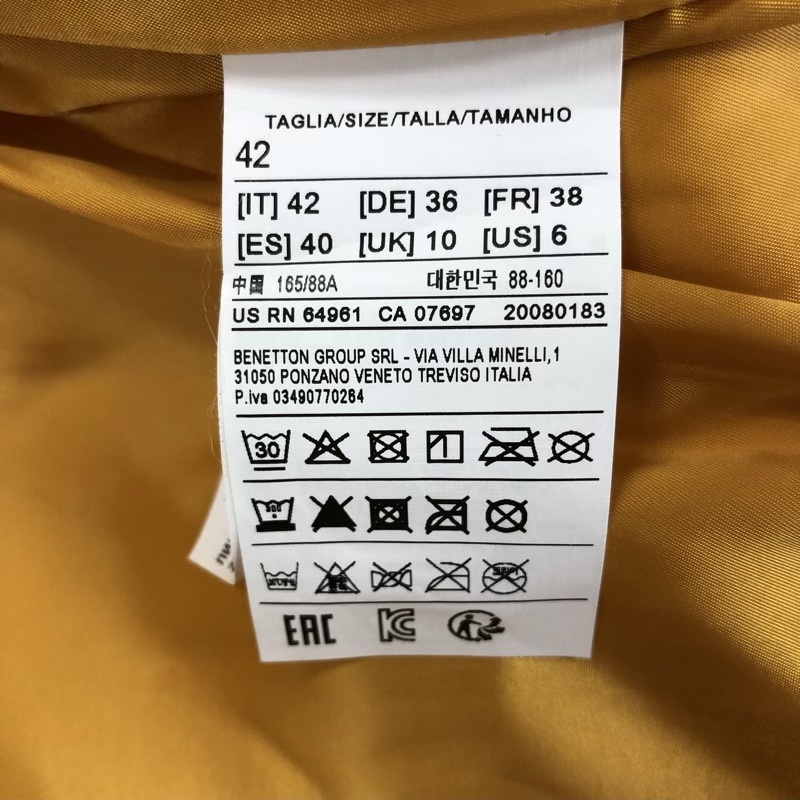 TAGLIA/SIZE/TALLA/TAMANHO
42
[IT] 42 [DE] 36 [FR] 38
[ES] 40 [UK] 10 [US] 6
中国 165/88A 대한민국 88-160
US RN 64961 CA 07697 20080183
BENETTON GROUP SRL - VIA VILLA MINELLI,1
31050 PONZANO VENETO TREVISO ITALIA
P.iva 03490770264
30
EAC